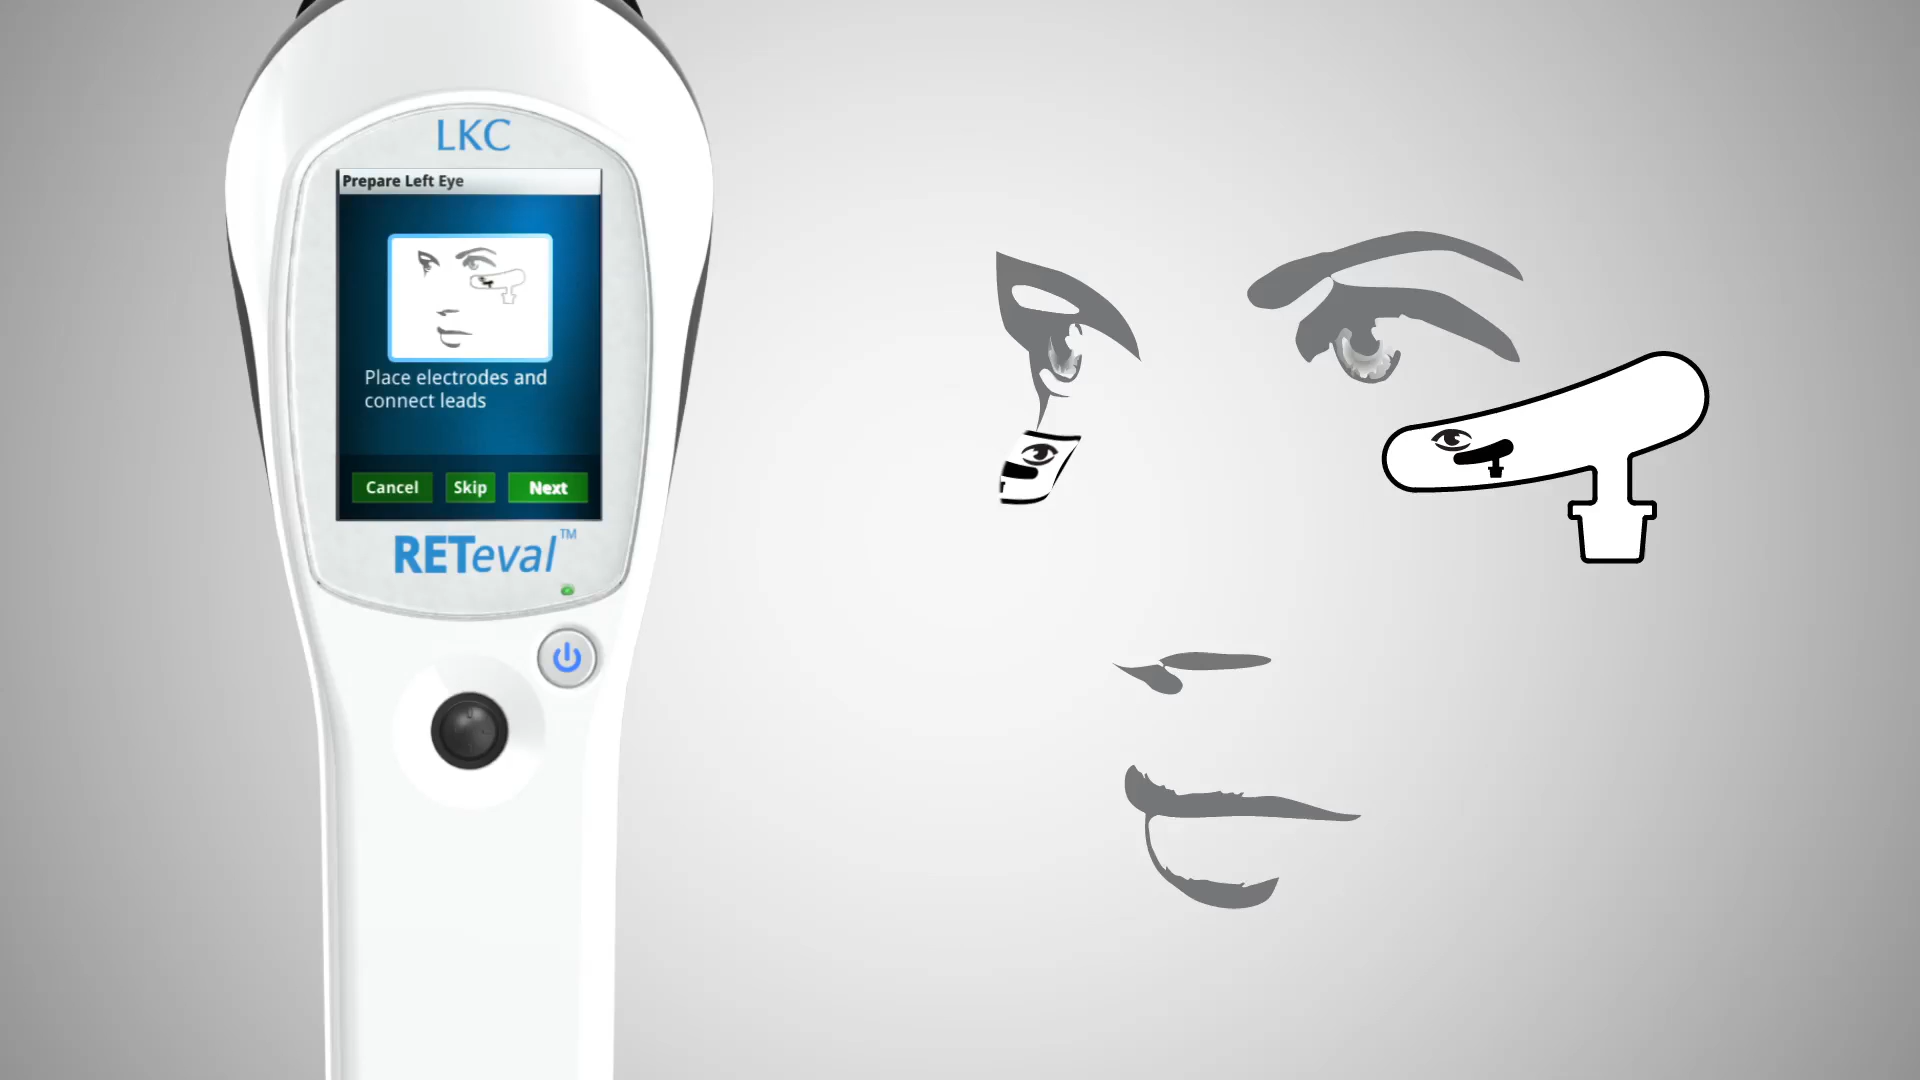 LKC
Prepare Left Eye
Place electrodes and
connect leads
Cancel Skip Next
RETeval™